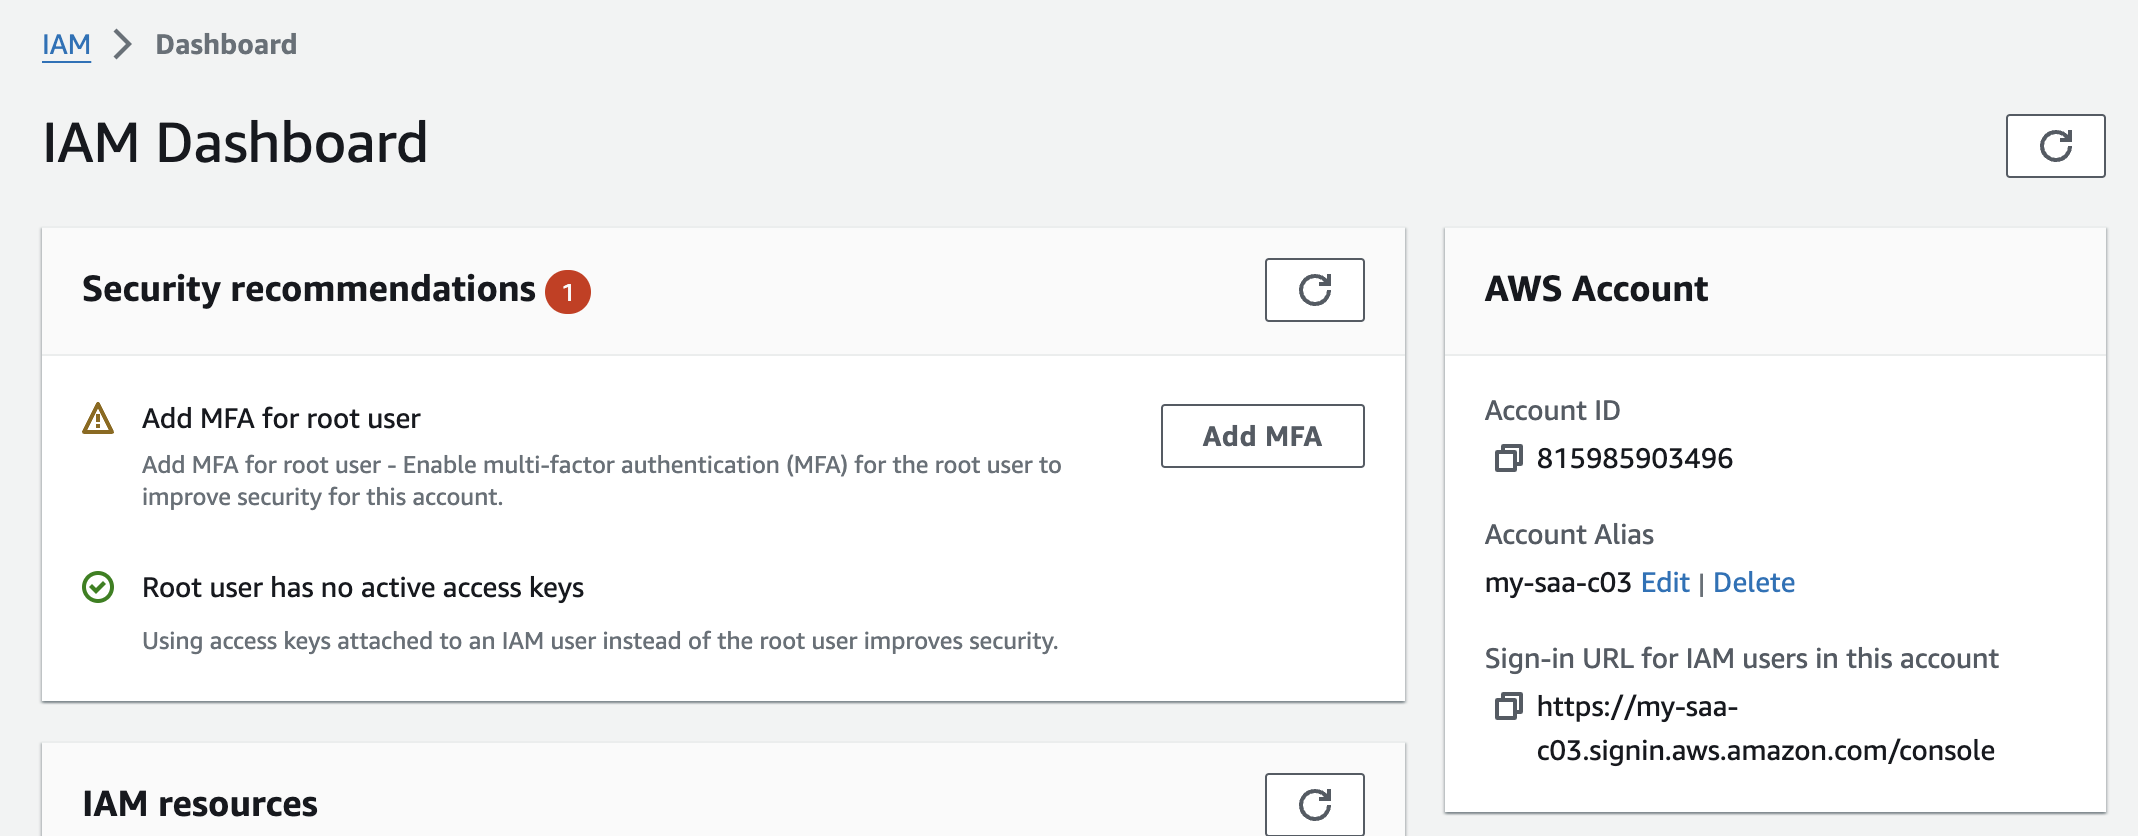 IAM > Dashboard
IAM Dashboard
Security recommendations 1
Add MFA for root user
Add MFA
Add MFA for root user - Enable multi-factor authentication (MFA) for the root user to
improve security for this account.
Root user has no active access keys
Using access keys attached to an IAM user instead of the root user improves security.
IAM resources
AWS Account
Account ID
815985903496
Account Alias
my-saa-c03 Edit | Delete
Sign-in URL for IAM users in this account
https://my-saa-
c03.signin.aws.amazon.com/console